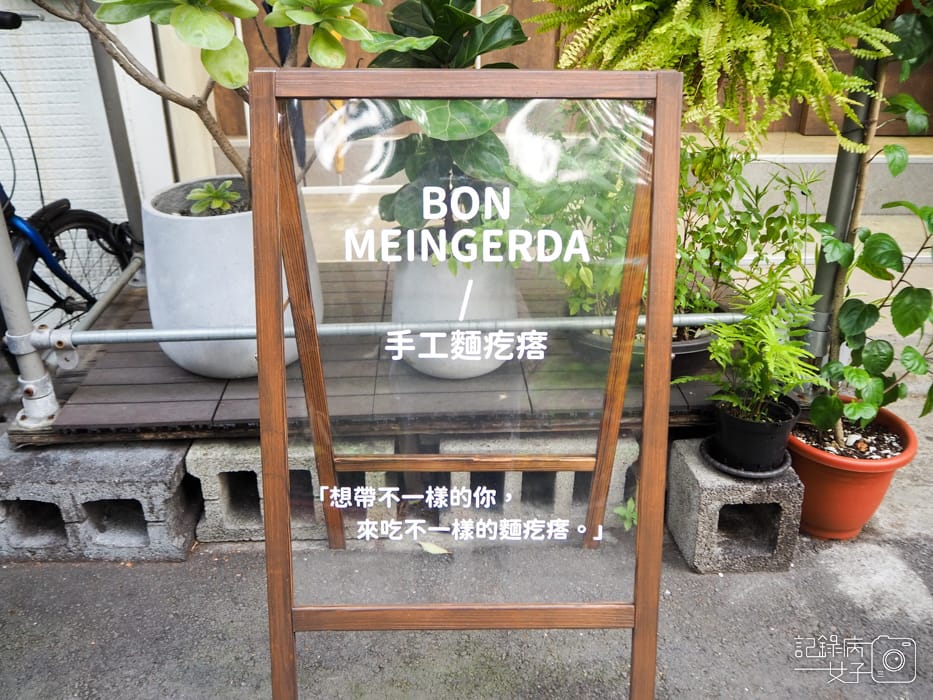 BON
MEINGERDA
/
手工麵疙瘩
「想帶不一樣的你，
來吃不一樣的麵疙瘩。」
記錄病
女子